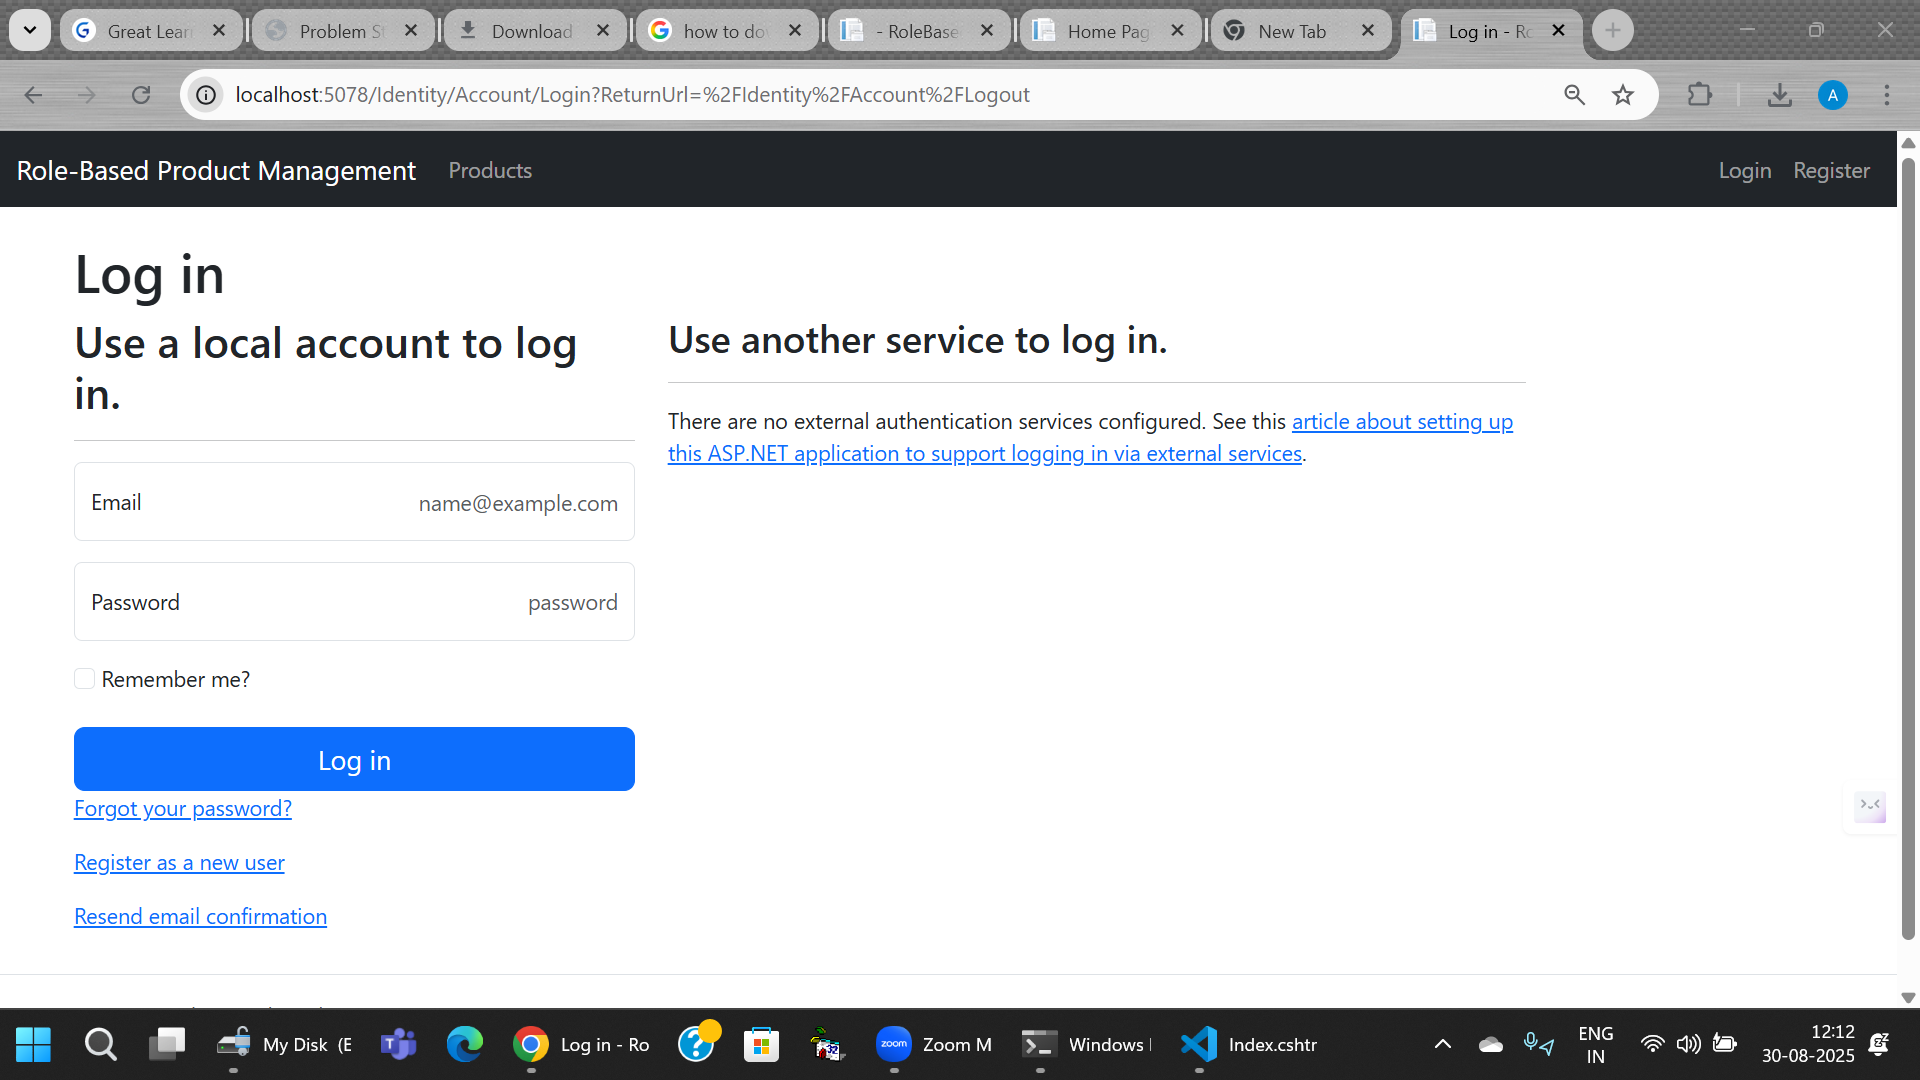 Great Lear
Problem St
Download
how to do
- RoleBase
Home Pag
New Tab
Log in - Ro
localhost:5078/Identity/Account/Login?ReturnUrl=%2FIdentity%2FAccount%2FLogout
A
Role-Based Product Management
Products
Login
Register
Log in
Use a local account to log
in.
Email
name@example.com
Password
password
Remember me?
Log in
Forgot your password?
Register as a new user
Resend email confirmation
Use another service to log in.
There are no external authentication services configured. See this article about setting up
this ASP.NET application to support logging in via external services.
My Disk (E
Log in - Ro
zoom
Zoom M
Windows
Index.cshtr
ENG
IN
12:12
30-08-2025